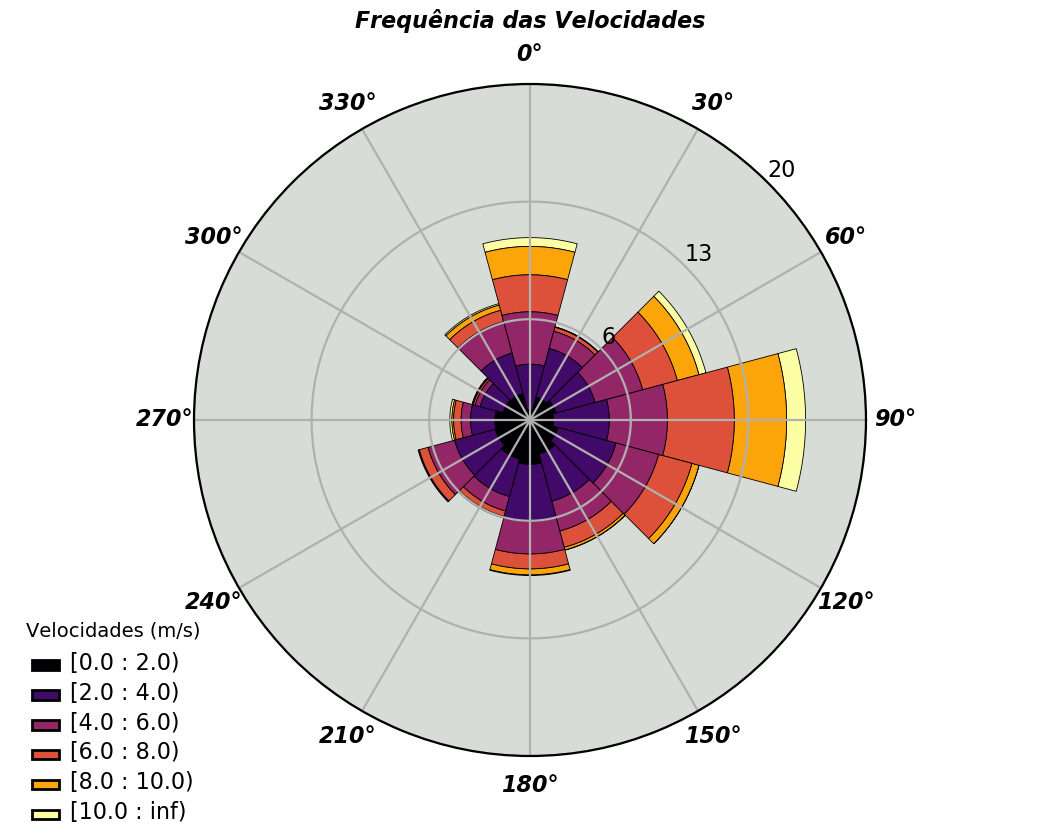 Frequência das Velocidades
0°
330°
30°
20
300°
60°
13
6
270°
90°
240°
120°
210°
150°
180°
Velocidades (m/s)
[0.0 : 2.0)
[2.0 : 4.0)
[4.0 : 6.0)
[6.0 : 8.0)
[8.0 : 10.0)
[10.0 : inf)